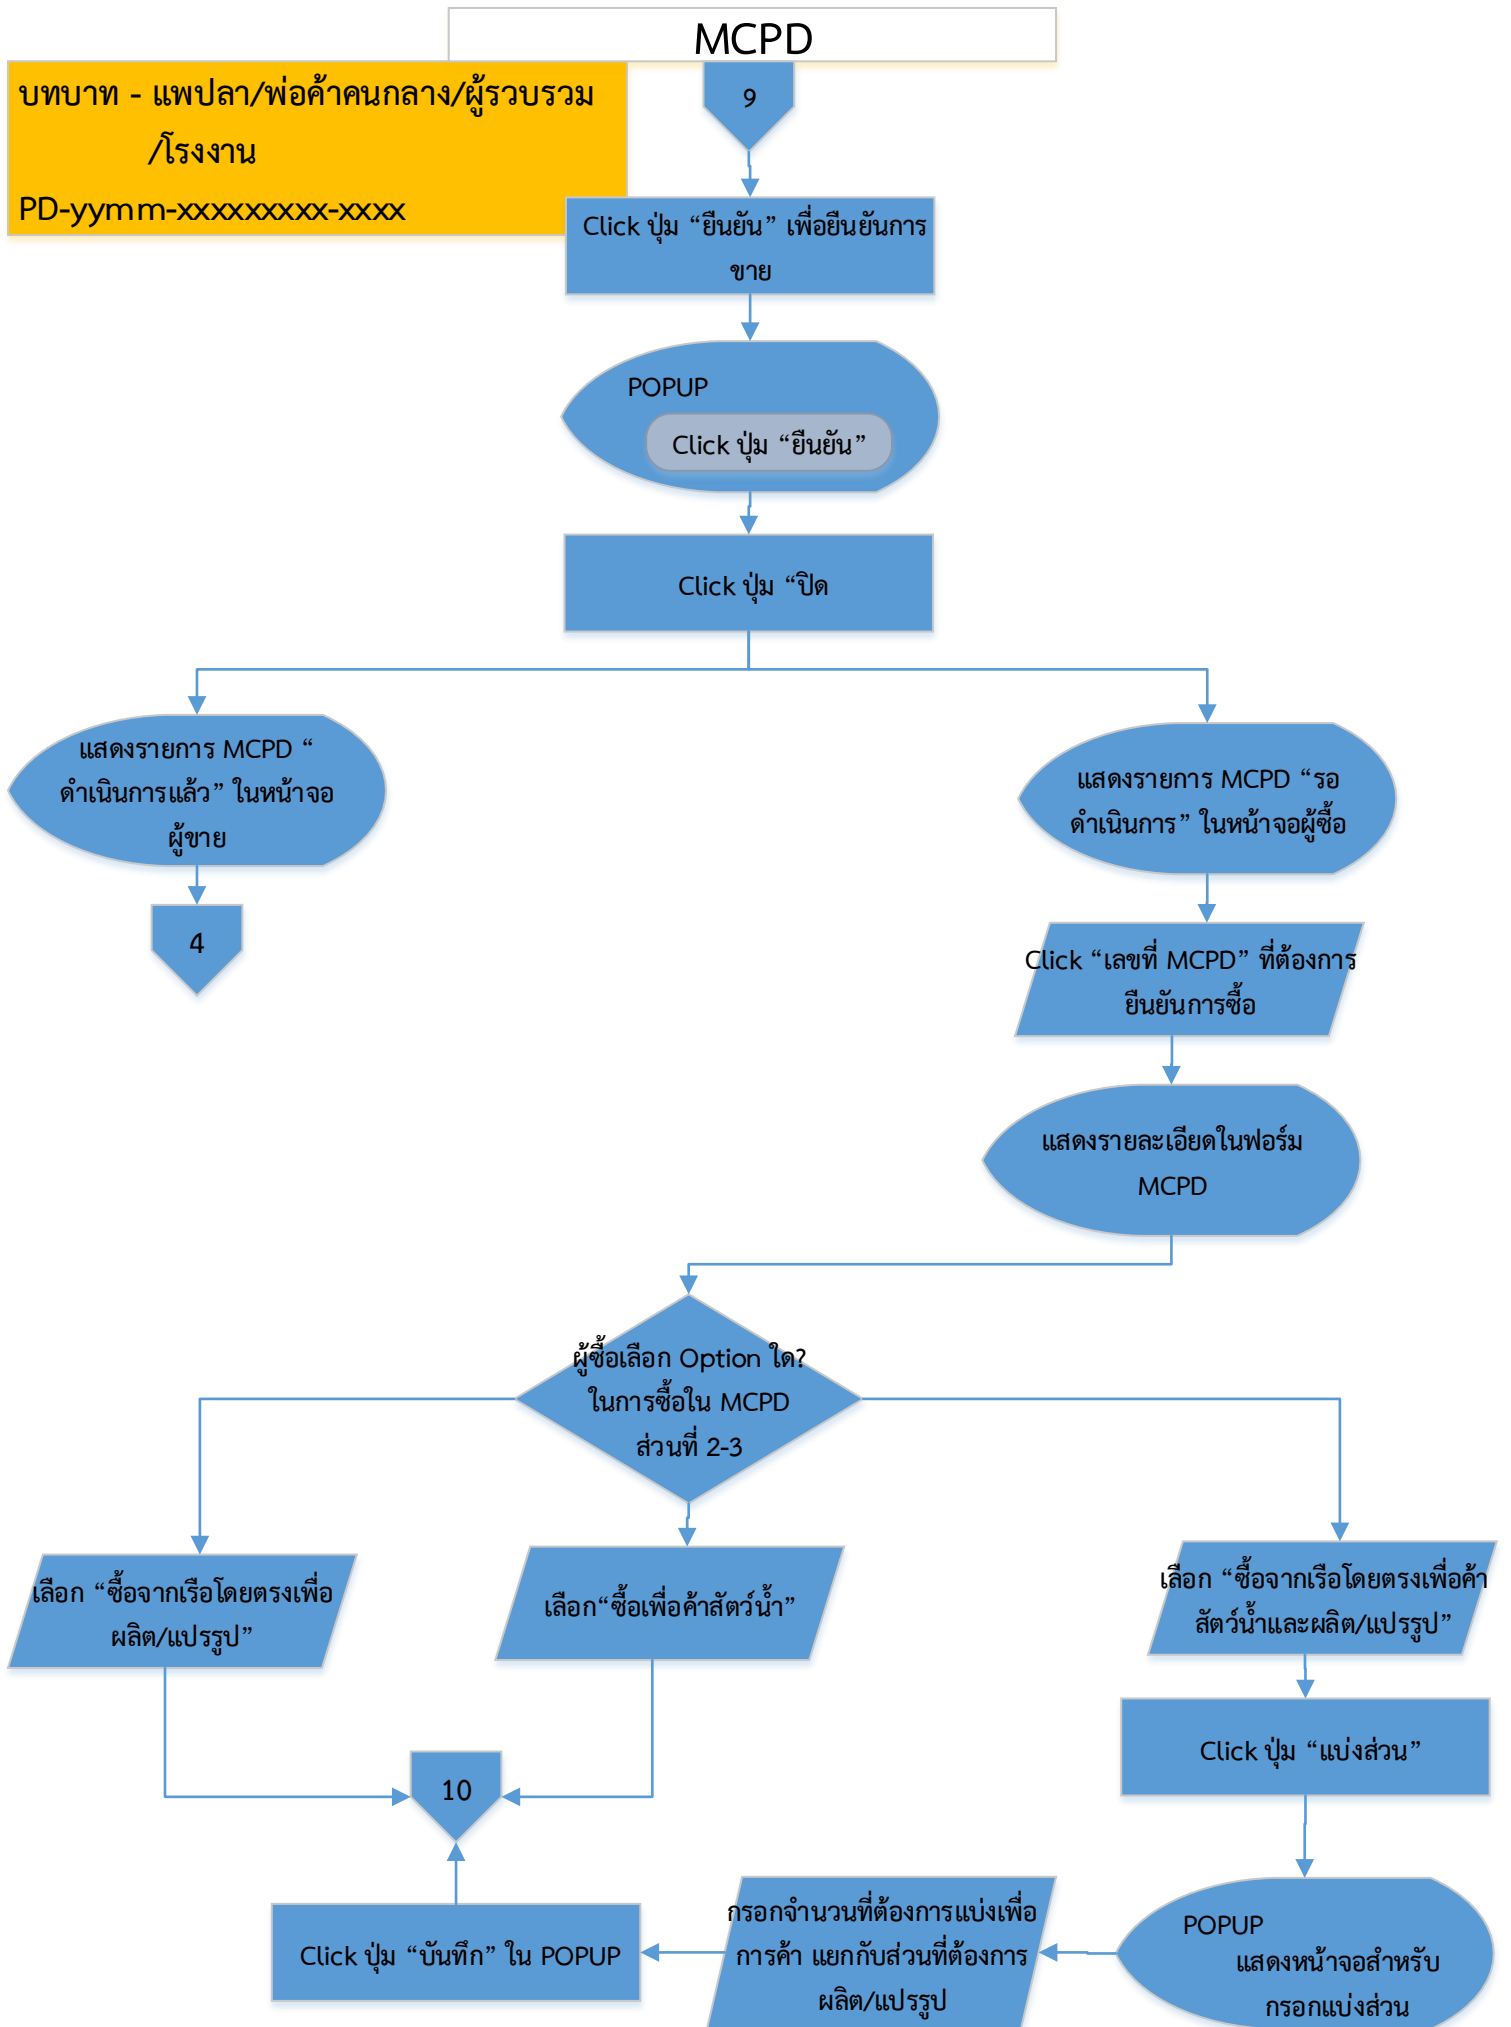 MCPD
บทบาท - แพปลา/พ่อค้าคนกลาง/ผู้รวบรวม
/โรงงาน
PD-yymm-xxxxxxxxx-xxxx
9
Click ปุ่ม “ยืนยัน” เพื่อยืนยันการ
ขาย
POPUP
Click ปุ่ม “ยืนยัน”
Click ปุ่ม “ปิด
แสดงรายการ MCPD “
ดำเนินการแล้ว” ในหน้าจอ
ผู้ขาย
4
แสดงรายการ MCPD “รอ
ดำเนินการ” ในหน้าจอผู้ซื้อ
Click “เลขที่ MCPD” ที่ต้องการ
ยืนยันการซื้อ
แสดงรายละเอียดในฟอร์ม
MCPD
ผู้ซื้อเลือก Option ใด?
ในการซื้อใน MCPD
ส่วนที่ 2-3
เลือก “ซื้อจากเรือโดยตรงเพื่อ
ผลิต/แปรรูป”
เลือก“ซื้อเพื่อค้าสัตว์น้ำ”
เลือก “ซื้อจากเรือโดยตรงเพื่อค้า
สัตว์น้ำและผลิต/แปรรูป”
Click ปุ่ม “แบ่งส่วน”
10
Click ปุ่ม “บันทึก” ใน POPUP
กรอกจำนวนที่ต้องการแบ่งเพื่อ
การค้า แยกกับส่วนที่ต้องการ
ผลิต/แปรรูป
POPUP
แสดงหน้าจอสำหรับ
กรอกแบ่งส่วน